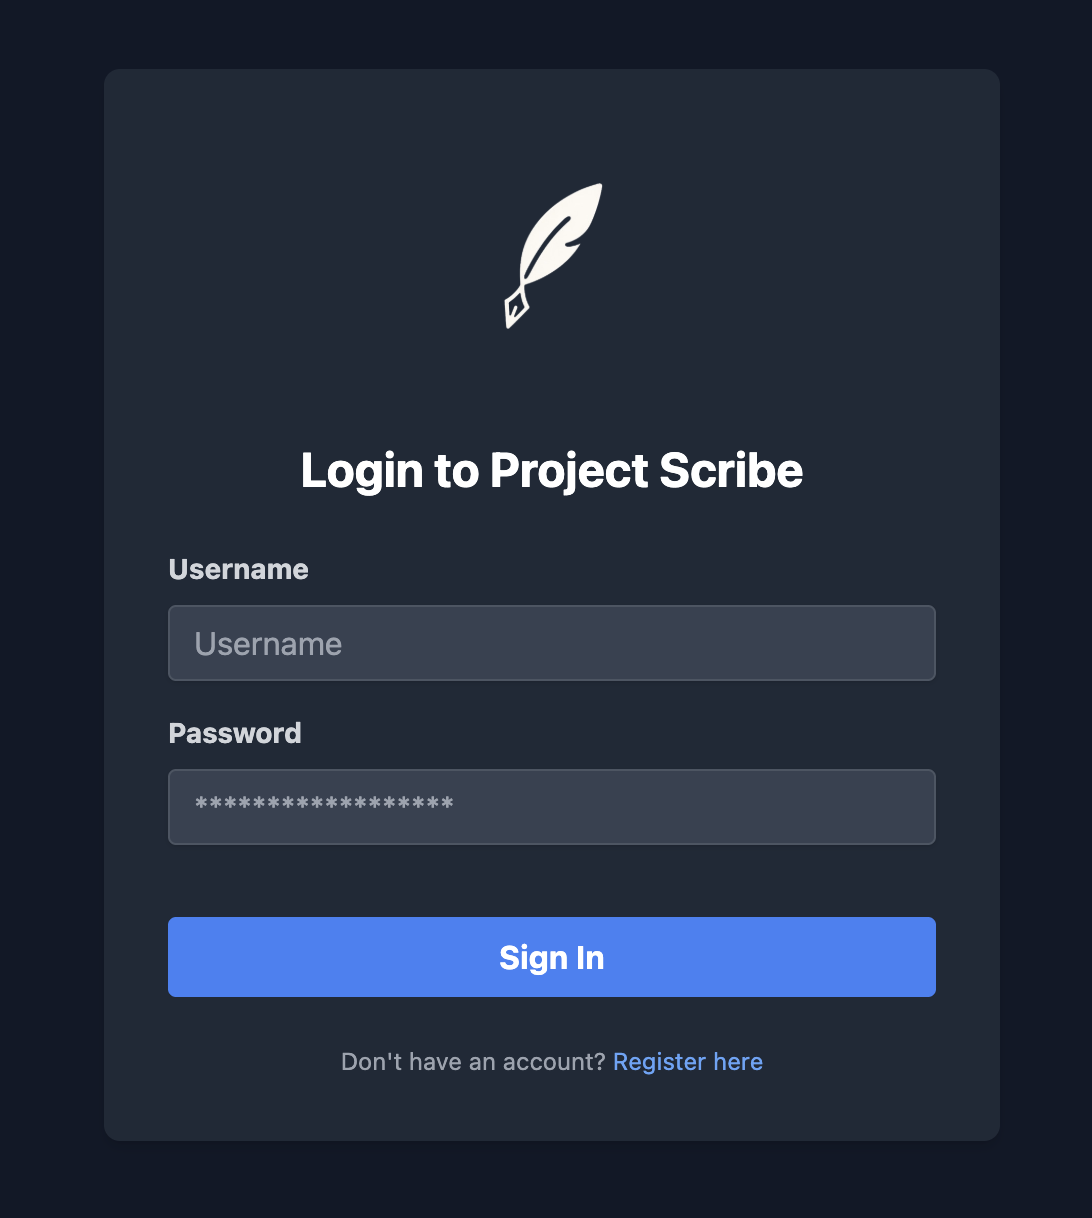 Login to Project Scribe
Username
Username
Password
******************
Sign In
Don't have an account? Register here